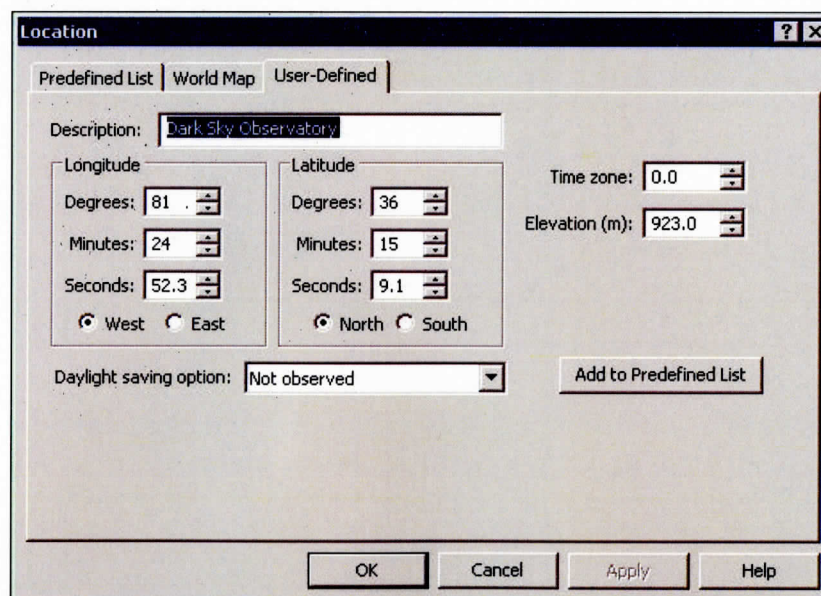 Location
Predefined List World Map User-Defined
Description: Dark Sky Observatory
Longitude
Degrees: 81
Minutes: 24
Seconds: 52.3
West East
Latitude
Degrees: 36
Minutes: 15
Seconds: 9.1
North South
Time zone: 0.0
Elevation (m): 923.0
Daylight saving option: Not observed
Add to Predefined List
OK Cancel Apply Help